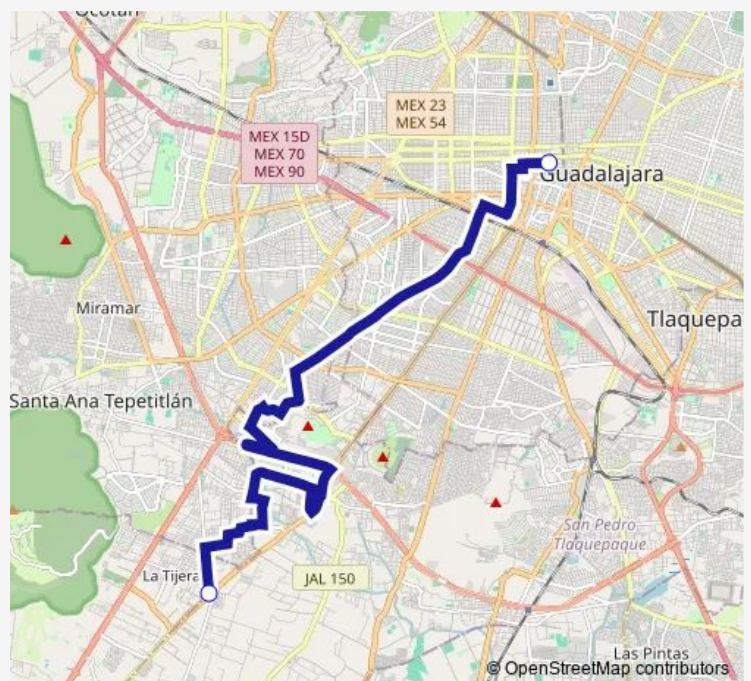 Ocotán
MEX 23
MEX 54
MEX 15D
MEX 70
MEX 90
Guadalajara
Miramar
Tlaquepa
Santa Ana Tepetitlán
San Pedro
Tlaquepaque
La Tijera
JAL 150
Las Pintas
© OpenStreetMap contributors